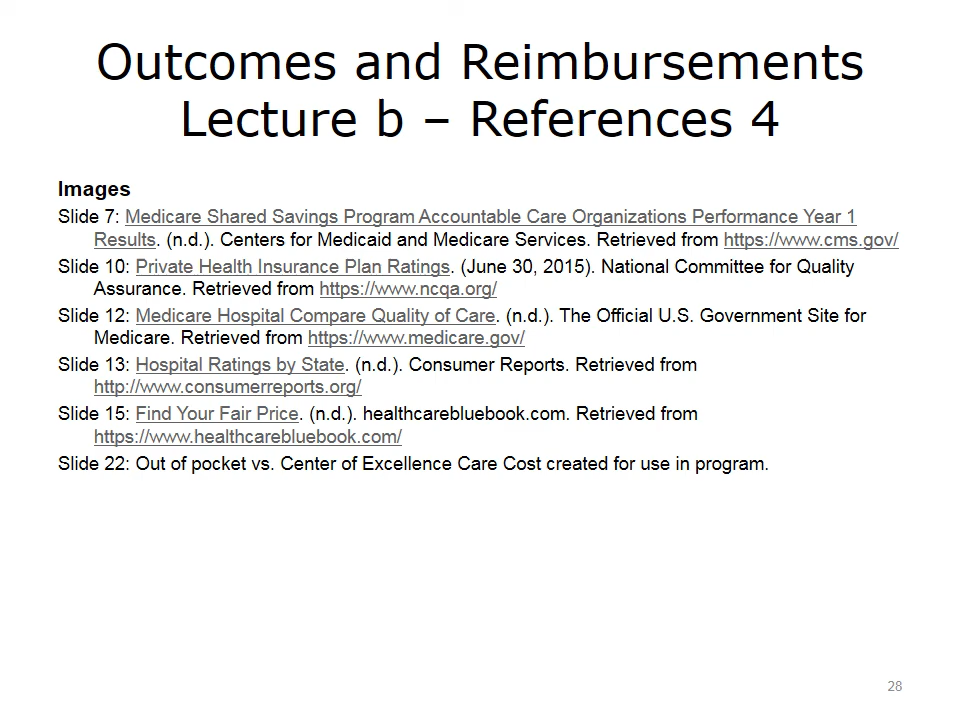 Outcomes and Reimbursements
Lecture b – References 4
Images
Slide 7: Medicare Shared Savings Program Accountable Care Organizations Performance Year 1
Results. (n.d.). Centers for Medicaid and Medicare Services. Retrieved from https://www.cms.gov/
Slide 10: Private Health Insurance Plan Ratings. (June 30, 2015). National Committee for Quality
Assurance. Retrieved from https://www.ncqa.org/
Slide 12: Medicare Hospital Compare Quality of Care. (n.d.). The Official U.S. Government Site for
Medicare. Retrieved from https://www.medicare.gov/
Slide 13: Hospital Ratings by State. (n.d.). Consumer Reports. Retrieved from
http://www.consumerreports.org/
Slide 15: Find Your Fair Price. (n.d.). healthcarebluebook.com. Retrieved from
https://www.healthcarebluebook.com/
Slide 22: Out of pocket vs. Center of Excellence Care Cost created for use in program.
28